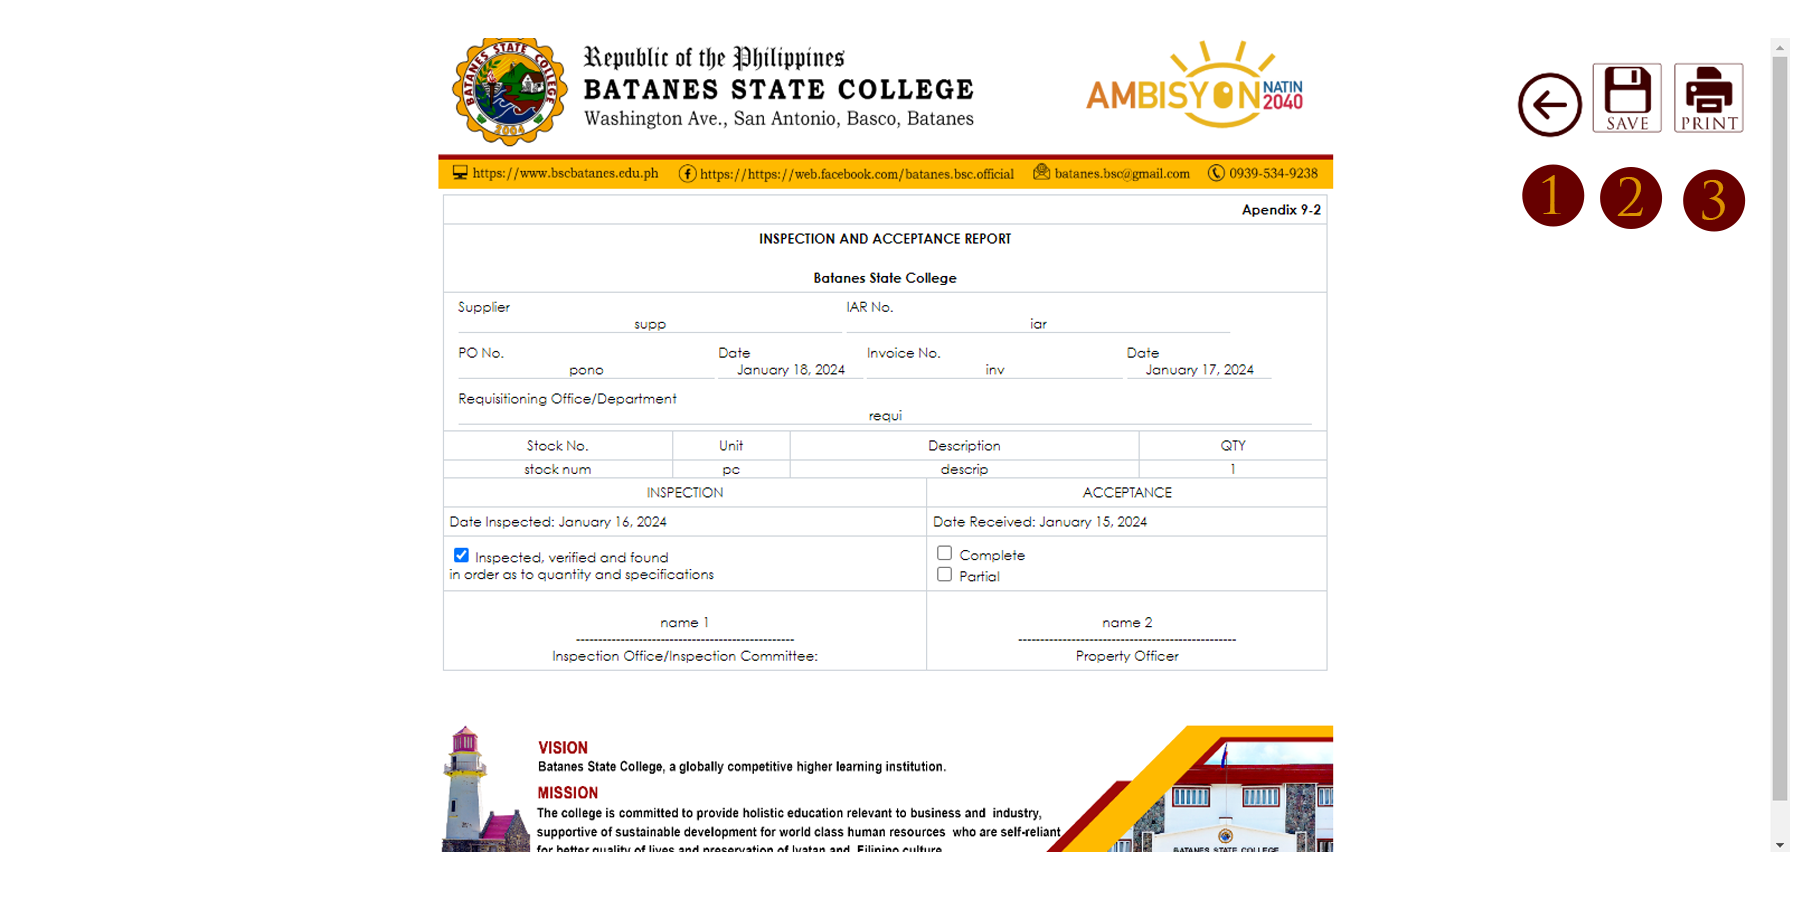 BATANES STATE COLLEGE
2004
Republic of the Philippines
BATANES STATE COLLEGE
Washington Ave., San Antonio, Basco, Batanes
AMBISYON NATIN 2040
SAVE
PRINT
https://www.bscbatanes.edu.ph https://https://web.facebook.com/batanes.bsc.official batanes.bsc@gmail.com 0939-534-9238
1 2 3
Apendix 9-2
INSPECTION AND ACCEPTANCE REPORT
Batanes State College
Supplier IAR No.
supp iar
PO No. Date Invoice No. Date
pono January 18, 2024 inv January 17, 2024
Requisitioning Office/Department
requi
Stock No. Unit Description QTY
stock num pc descrip 1
INSPECTION ACCEPTANCE
Date Inspected: January 16, 2024 Date Received: January 15, 2024
Inspected, verified and found
in order as to quantity and specifications
Complete
Partial
name 1 name 2
------------------------------------------------ ------------------------------------------------
Inspection Office/Inspection Committee: Property Officer
VISION
Batanes State College, a globally competitive higher learning institution.
MISSION
The college is committed to provide holistic education relevant to business and industry,
supportive of sustainable development for world class human resources who are self-reliant
for better quality of lives and preservation of Ivatan and Filipino culture.
BATANES STATE COLLEGE